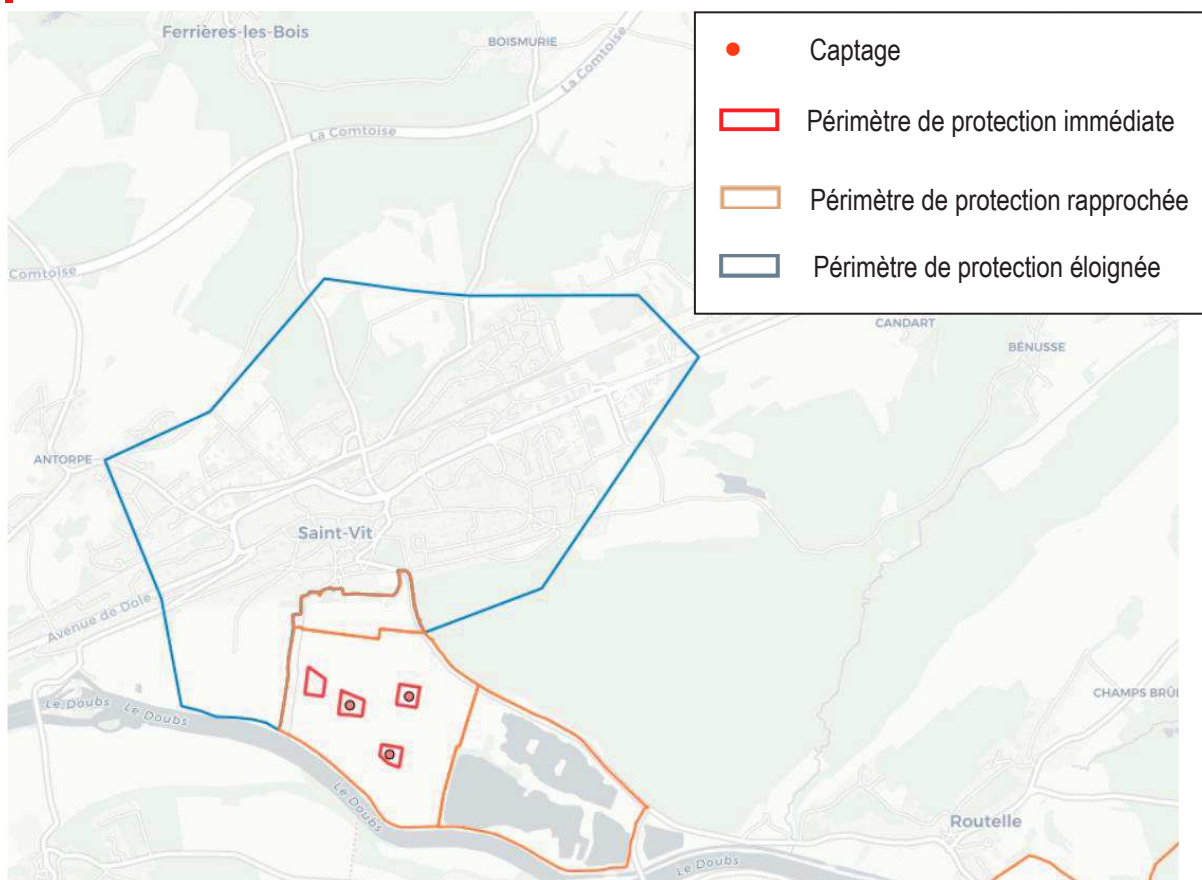 Ferrières-les-Bois
BOISMURIE
La Comtoise
La Comtoise
Comtoise
Captage
Périmètre de protection immédiate
Périmètre de protection rapprochée
Périmètre de protection éloignée
CANDART
BÉNUSSE
ANTORPE
Saint-Vit
Avenue de Dole
Le Doubs
Le Doubs
Le Doubs
CHAMPS BRÛL
Routelle
Le Doubs